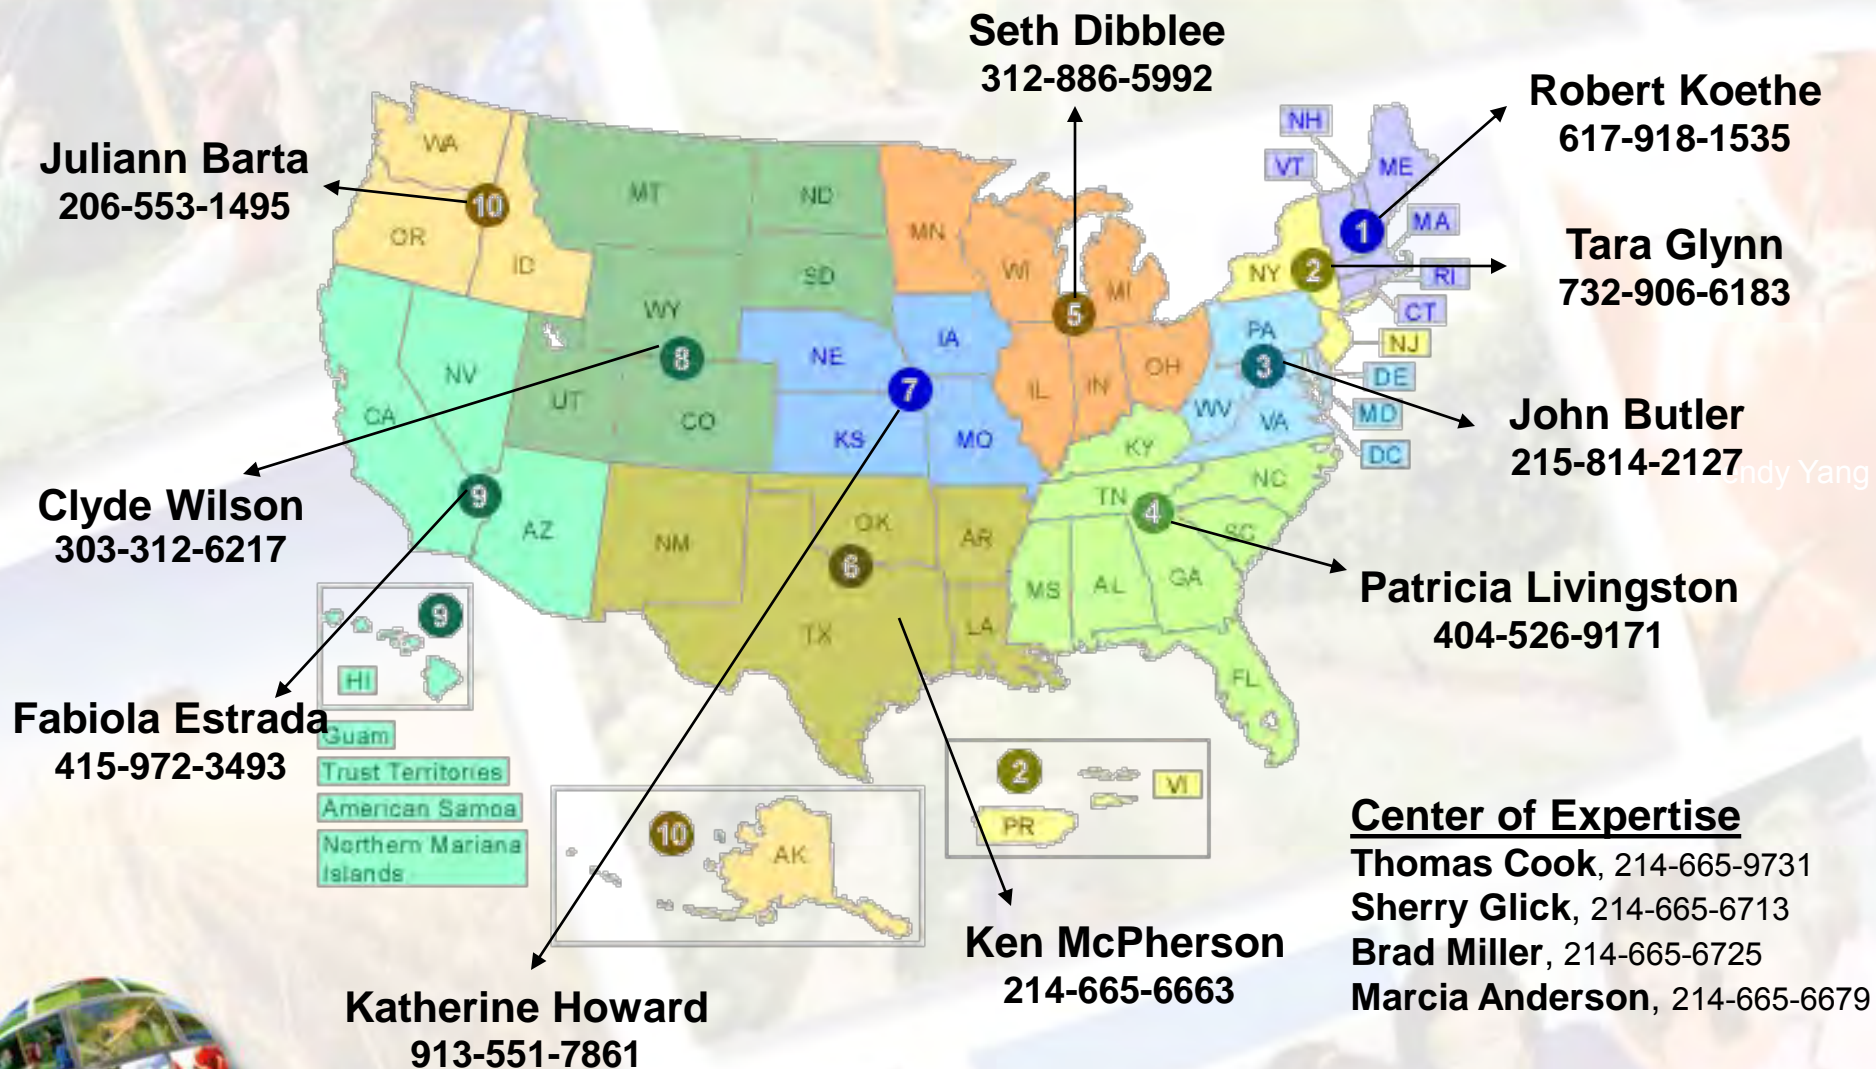 Seth Dibblee
312-886-5992
Robert Koethe
617-918-1535
Juliann Barta
206-553-1495
Tara Glynn
732-906-6183
John Butler
215-814-2127
Yang
Clyde Wilson
303-312-6217
Patricia Livingston
404-526-9171
Fabiola Estrada
415-972-3493
Ken McPherson
214-665-6663
Katherine Howard
913-551-7861
Center of Expertise
Thomas Cook, 214-665-9731
Sherry Glick, 214-665-6713
Brad Miller, 214-665-6725
Marcia Anderson, 214-665-6679
WA
OR
ID
10
MT
ND
SD
WY
UT
CO
8
CA
NV
AZ
9
NE
IA
KS
MO
7
MN
WI
MI
IL
IN
OH
5
NH
VT
ME
MA
RI
CT
1
NY
NJ
2
PA
WV
VA
DE
MD
DC
3
KY
TN
NC
SC
MS
AL
GA
FL
4
NM
OK
AR
TX
LA
6
9
HI
Guam
Trust Territories
American Samoa
Northern Mariana
Islands
10
AK
2
VI
PR